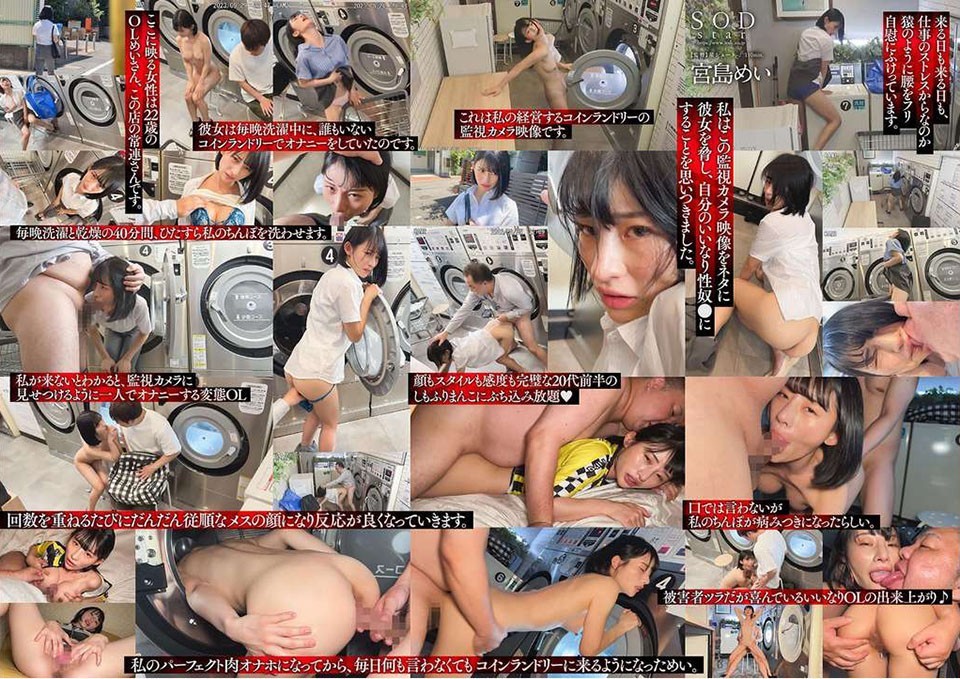 ここに映る女性は22歳の
OLめいさん、この店の常連さんです。
彼女は毎晩洗濯中に、誰もいない
コインランドリーでオナニーをしていたのです。
これは私の経営するコインランドリーの
監視カメラ映像です。
SOD
star
宮島めい
来る日も来る日も、
仕事のストレスからなのか
猿のように腰をフリ
自慰にふけっています。
私はこの監視カメラ映像をネタに
彼女を脅し、自分のいいなり性奴●に
することを思いつきました。
毎晩洗濯と乾燥の40分間、ひたすら私のちんぽを洗わせます。
私が来ないとわかると、監視カメラに
見せつけるように一人でオナニーする変態OL
顔もスタイルも感度も完璧な20代前半の
しもふりまんこにぶち込み放題♥
回数を重ねるたびにだんだん従順なメスの顔になり反応が良くなっていきます。
口では言わないが
私のちんぽが病みつきになったらしい。
被害者ヅラだが喜んでいるいいなりOLの出来上がり♪
私のパーフェクト肉オナホになってから、毎日何も言わなくてもコインランドリーに来るようになっためい。